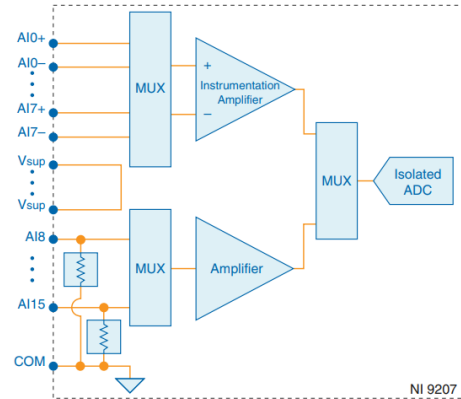 AI0+
AI0–
AI7+
AI7–
Vsup
Vsup
AI8
AI15
COM
MUX
+
Instrumentation
Amplifier
–
MUX
Amplifier
MUX
Isolated
ADC
NI 9207